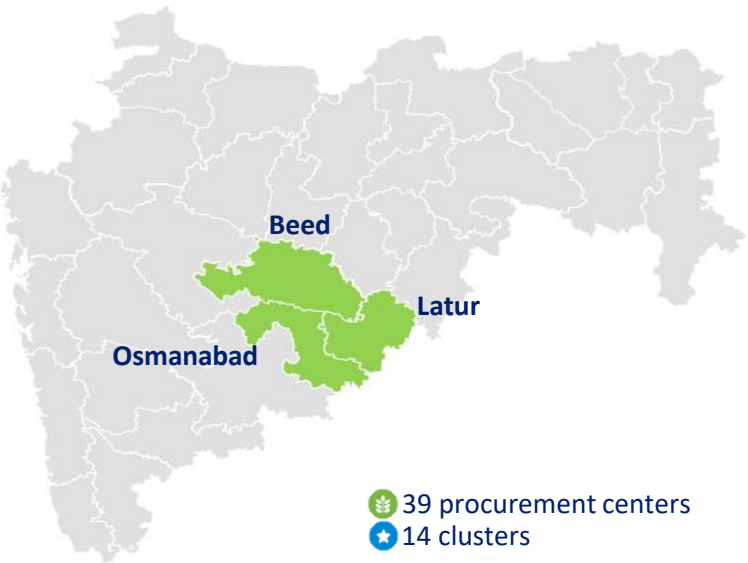 Beed
Latur
Osmanabad
39 procurement centers
14 clusters